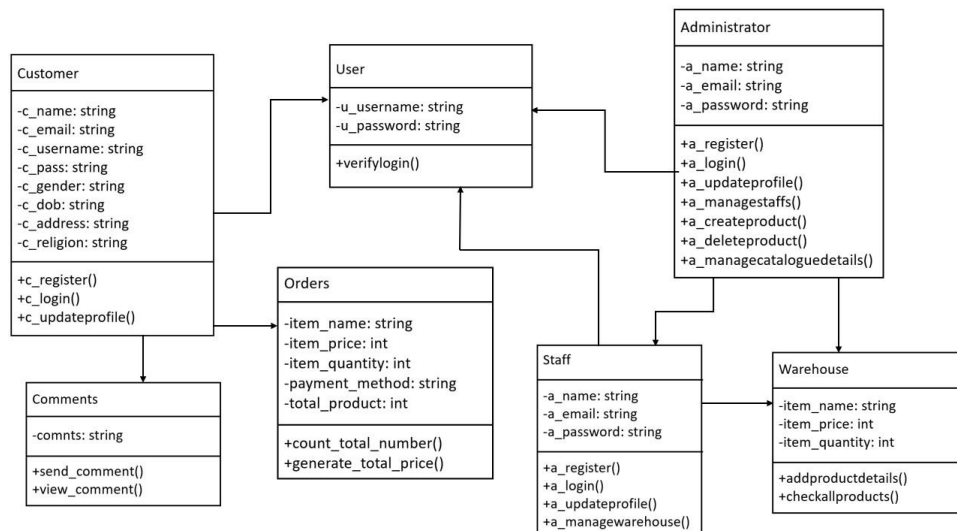 Customer
-c_name: string
-c_email: string
-c_username: string
-c_pass: string
-c_gender: string
-c_dob: string
-c_address: string
-c_religion: string
+c_register()
+c_login()
+c_updateprofile()
User
-u_username: string
-u_password: string
+verifylogin()
Administrator
-a_name: string
-a_email: string
-a_password: string
+a_register()
+a_login()
+a_updateprofile()
+a_managestaffs()
+a_createproduct()
+a_deleteproduct()
+a_managecataloguedetails()
Orders
-item_name: string
-item_price: int
-item_quantity: int
-payment_method: string
-total_product: int
+count_total_number()
+generate_total_price()
Comments
-comnts: string
+send_comment()
+view_comment()
Staff
-a_name: string
-a_email: string
-a_password: string
+a_register()
+a_login()
+a_updateprofile()
+a_managewarehouse()
Warehouse
-item_name: string
-item_price: int
-item_quantity: int
+addproductdetails()
+checkallproducts()